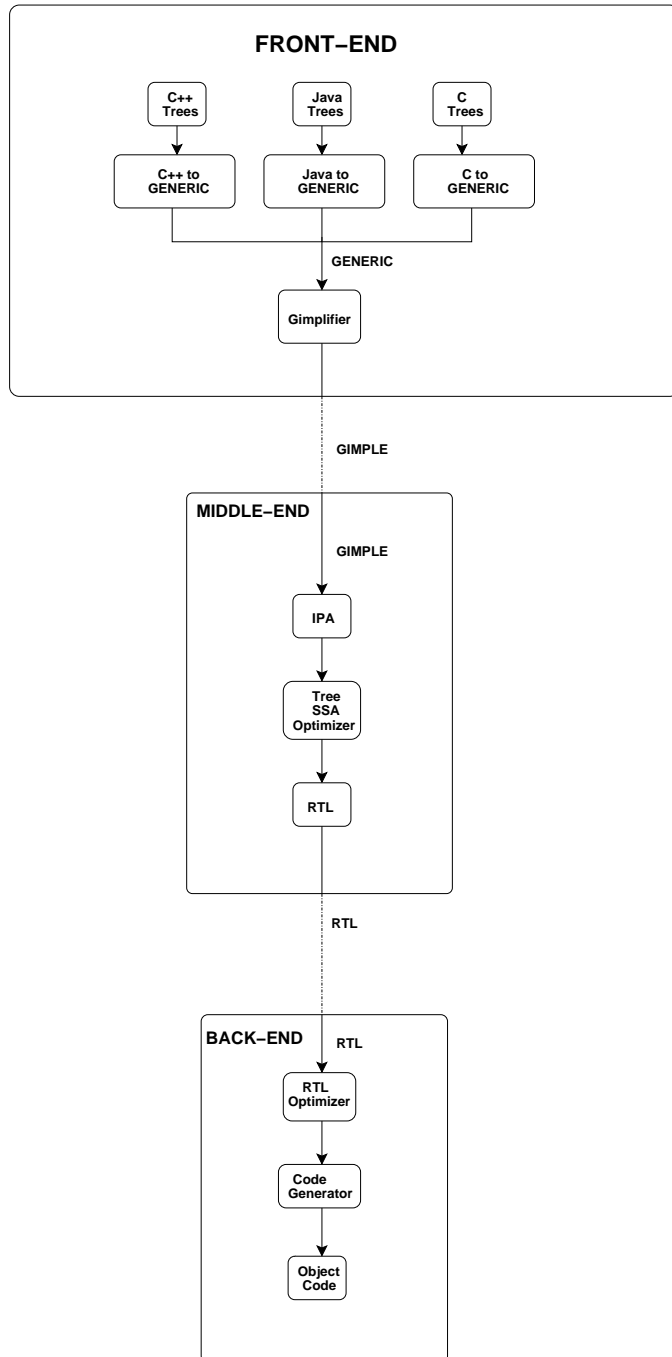 FRONT−END
C++
Trees
Java
Trees
C
Trees
C++ to
GENERIC
Java to
GENERIC
C to
GENERIC
GENERIC
Gimplifier
GIMPLE
MIDDLE−END
GIMPLE
IPA
Tree
SSA
Optimizer
RTL
RTL
BACK−END
RTL
RTL
Optimizer
Code
Generator
Object
Code